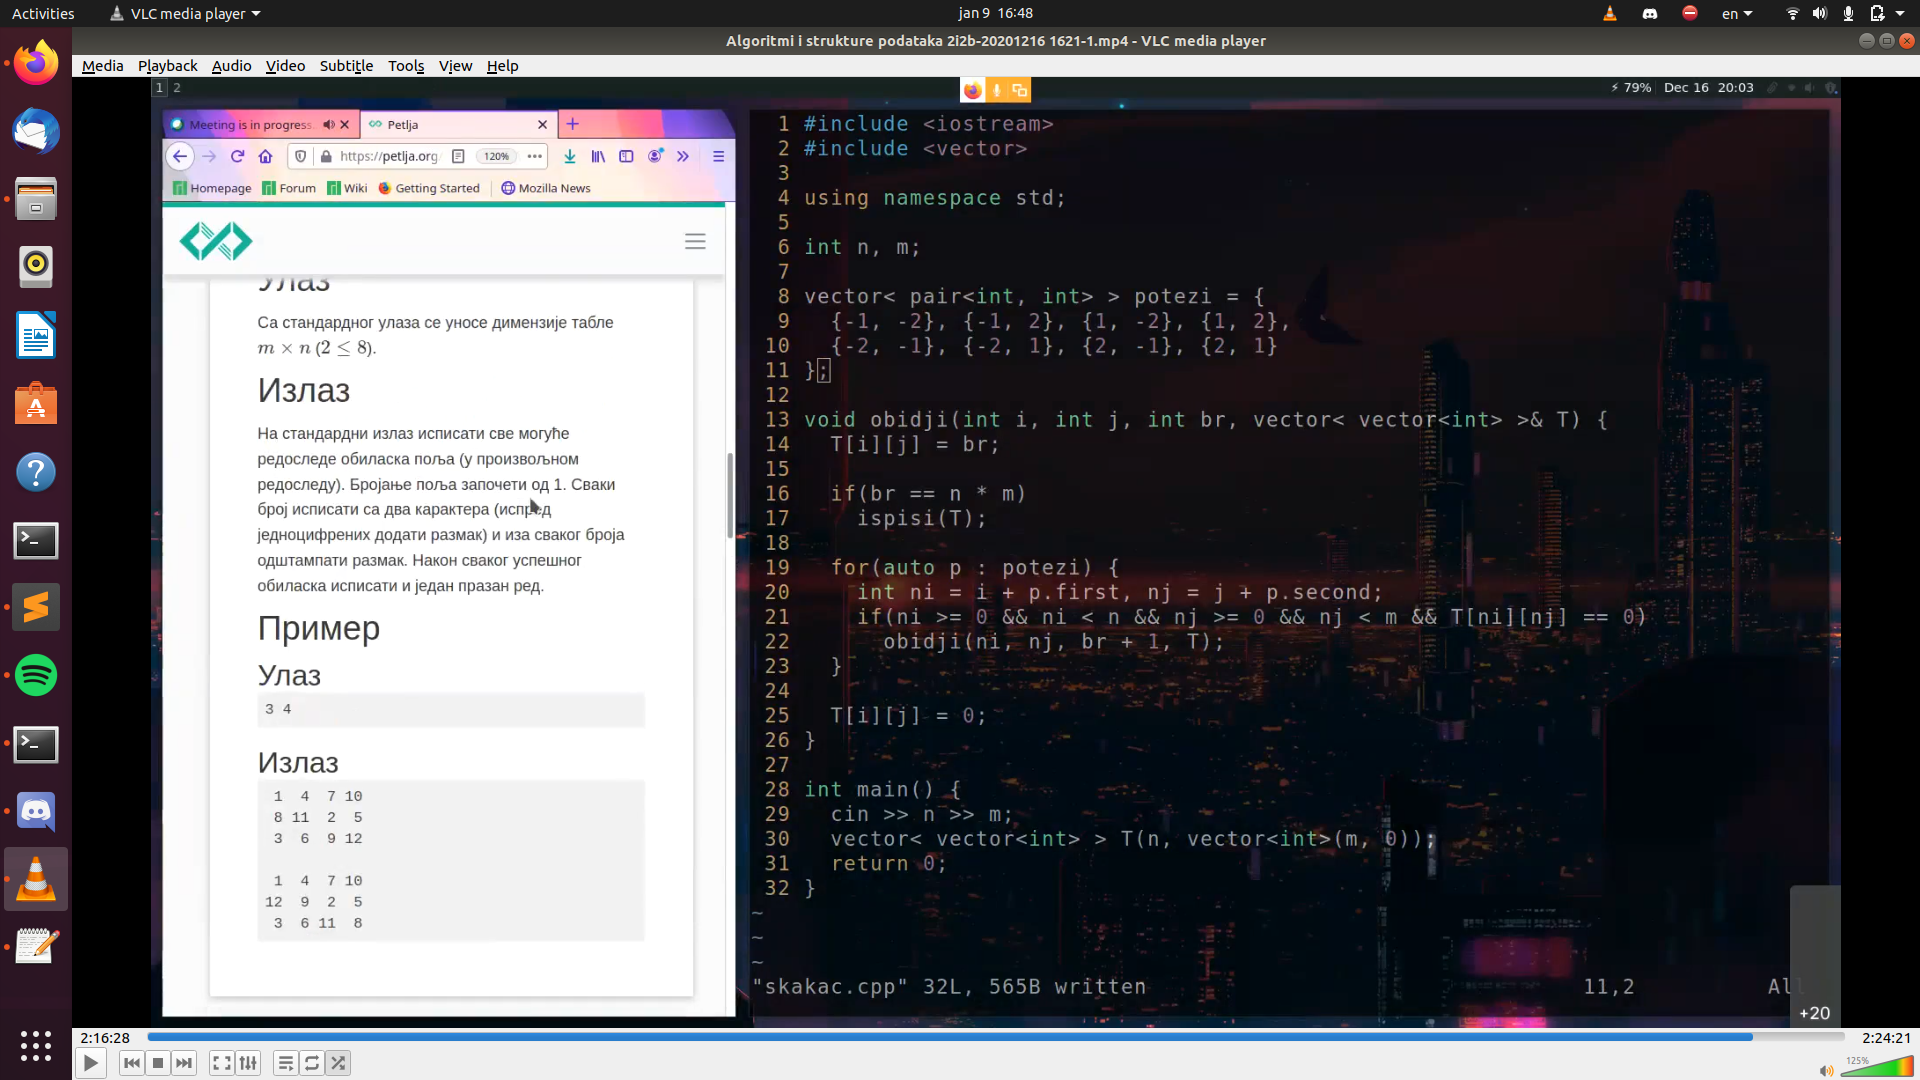 Activities
VLC media player
jan 9 16:48
en
Algoritmi i strukture podataka 2i2b-20201216 1621-1.mp4 - VLC media player
Media Playback Audio Video Subtitle Tools View Help
1 2
79% Dec 16 20:03
Meeting is in progress
Petlja
https://petlja.org
120%
Homepage Forum Wiki Getting Started Mozilla News
Улаз
Са стандардног улаза се уносе димензије табле
m × n (2 ≤ 8).
Излаз
На стандардни излаз исписати све могуће
редоследе обиласка поља (у произвољном
редоследу). Бројање поља започети од 1. Сваки
број исписати са два карактера (испред
једноцифрених додати размак) и иза сваког броја
одштампати размак. Након сваког успешног
обиласка исписати и један празан ред.
Пример
Улаз
3 4
Излаз
1 4 7 10
8 11 2 5
3 6 9 12
1 4 7 10
12 9 2 5
3 6 11 8
1 #include <iostream>
2 #include <vector>
3
4 using namespace std;
5
6 int n, m;
7
8 vector< pair<int, int> > potezi = {
9   {-1, -2}, {-1, 2}, {1, -2}, {1, 2},
10   {-2, -1}, {-2, 1}, {2, -1}, {2, 1}
11 };
12
13 void obidji(int i, int j, int br, vector< vector<int> >& T) {
14   T[i][j] = br;
15
16   if(br == n * m)
17     ispisi(T);
18
19   for(auto p : potezi) {
20     int ni = i + p.first, nj = j + p.second;
21     if(ni >= 0 && ni < n && nj >= 0 && nj < m && T[ni][nj] == 0)
22       obidji(ni, nj, br + 1, T);
23   }
24
25   T[i][j] = 0;
26 }
27
28 int main() {
29   cin >> n >> m;
30   vector< vector<int> > T(n, vector<int>(m, 0));
31   return 0;
32 }
~
~
~
"skakac.cpp" 32L, 565B written
11,2
All
+20
2:16:28
2:24:21
125%